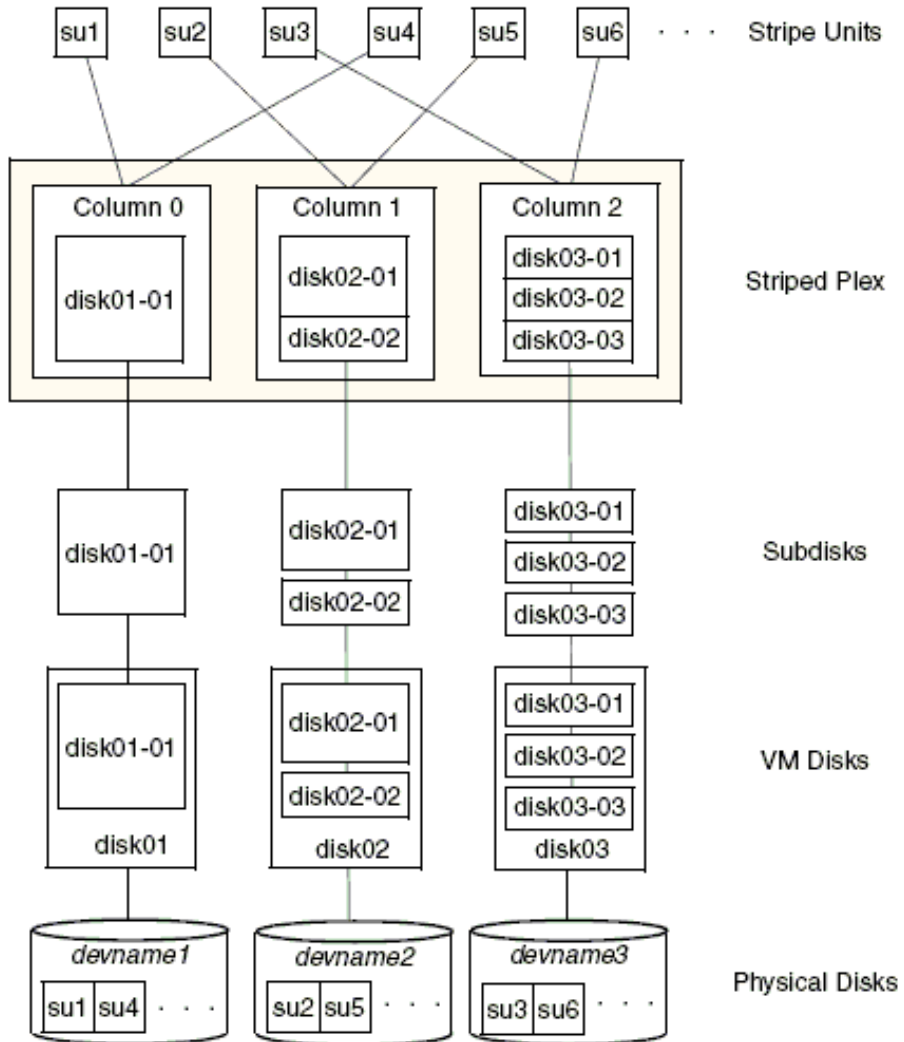 su1 su2 su3 su4 su5 su6 · · · Stripe Units
Column 0 Column 1 Column 2
disk01-01
disk02-01
disk02-02
disk03-01
disk03-02
disk03-03
Striped Plex
disk01-01
disk02-01
disk02-02
disk03-01
disk03-02
disk03-03
Subdisks
disk01-01
disk02-01
disk02-02
disk03-01
disk03-02
disk03-03
VM Disks
disk01 disk02 disk03
devname1 devname2 devname3
su1 su4 · · · su2 su5 · · · su3 su6 · · ·
Physical Disks